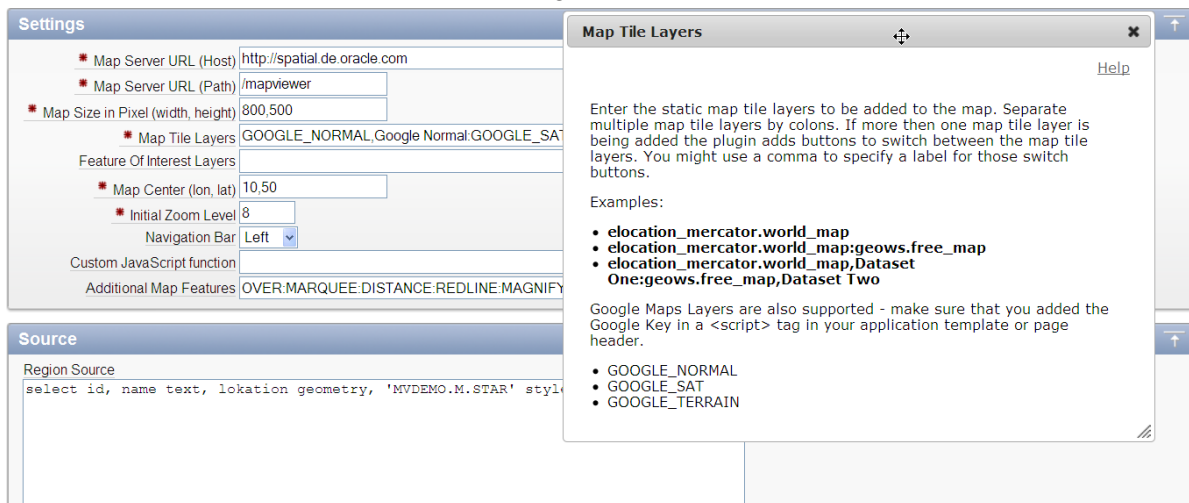 Settings
* Map Server URL (Host) http://spatial.de.oracle.com
* Map Server URL (Path) /mapviewer
* Map Size in Pixel (width, height) 800,500
* Map Tile Layers GOOGLE_NORMAL,Google Normal:GOOGLE_SAT
Feature Of Interest Layers
* Map Center (lon, lat) 10,50
* Initial Zoom Level 8
Navigation Bar Left
Custom JavaScript function
Additional Map Features OVER:MARQUEE:DISTANCE:REDLINE:MAGNIFY
Source
Region Source
select id, name text, lokation geometry, 'MVDEMO.M.STAR' style
Map Tile Layers
Help
Enter the static map tile layers to be added to the map. Separate
multiple map tile layers by colons. If more then one map tile layer is
being added the plugin adds buttons to switch between the map tile
layers. You might use a comma to specify a label for those switch
buttons.
Examples:
• elocation_mercator.world_map
• elocation_mercator.world_map:geows.free_map
• elocation_mercator.world_map,Dataset
One:geows.free_map,Dataset Two
Google Maps Layers are also supported - make sure that you added the
Google Key in a <script> tag in your application template or page
header.
• GOOGLE_NORMAL
• GOOGLE_SAT
• GOOGLE_TERRAIN